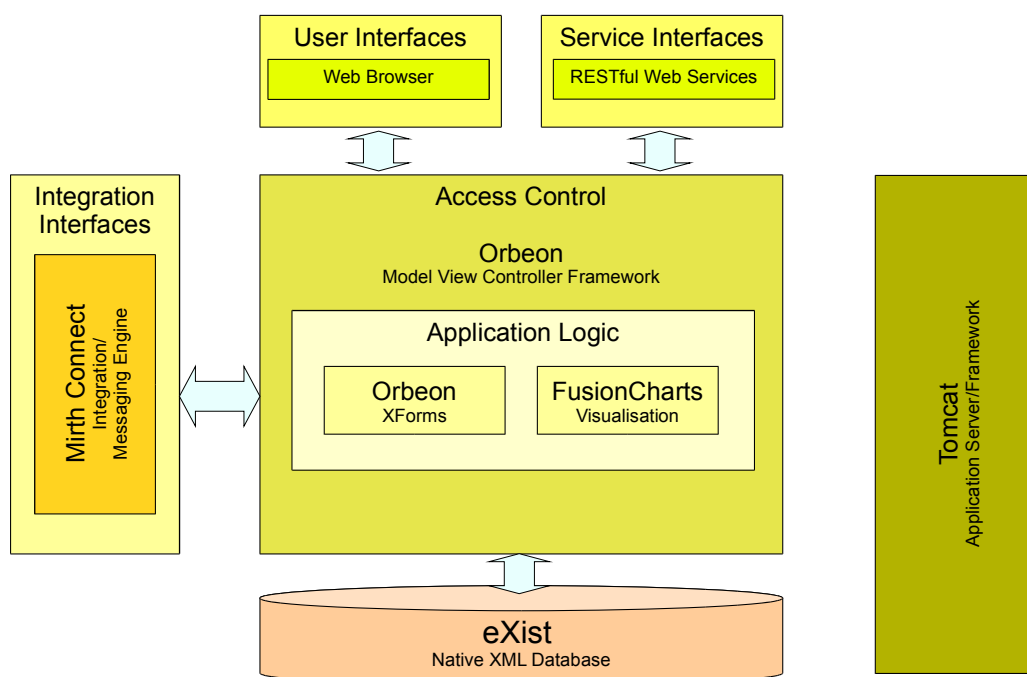 User Interfaces
Web Browser
Service Interfaces
RESTful Web Services
Integration
Interfaces
Mirth Connect
Integration/
Messaging Engine
Access Control
Orbeon
Model View Controller Framework
Application Logic
Orbeon
XForms
FusionCharts
Visualisation
Tomcat
Application Server/Framework
eXist
Native XML Database